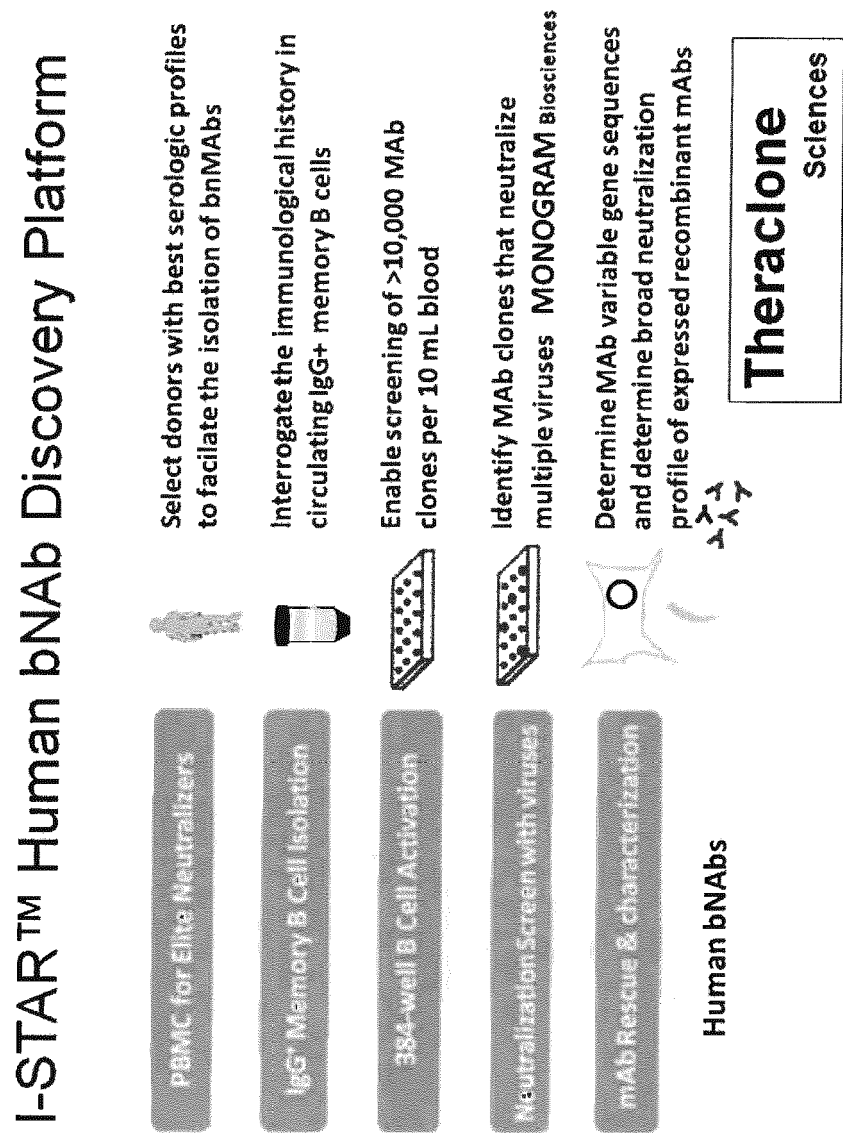 I-STAR™ Human bNAb Discovery Platform
PBMC for Elite Neutralizers
Select donors with best serologic profiles
to facilate the isolation of bnMAbs
IgG⁺ Memory B Cell Isolation
Interrogate the immunological history in
circulating IgG+ memory B cells
384-well B Cell Activation
Enable screening of >10,000 MAb
clones per 10 mL blood
Neutralization Screen with viruses
Identify MAb clones that neutralize
multiple viruses MONOGRAM Biosciences
mAb Rescue & characterization
Determine MAb variable gene sequences
and determine broad neutralization
profile of expressed recombinant mAbs
Human bNAbs
Theraclone
Sciences